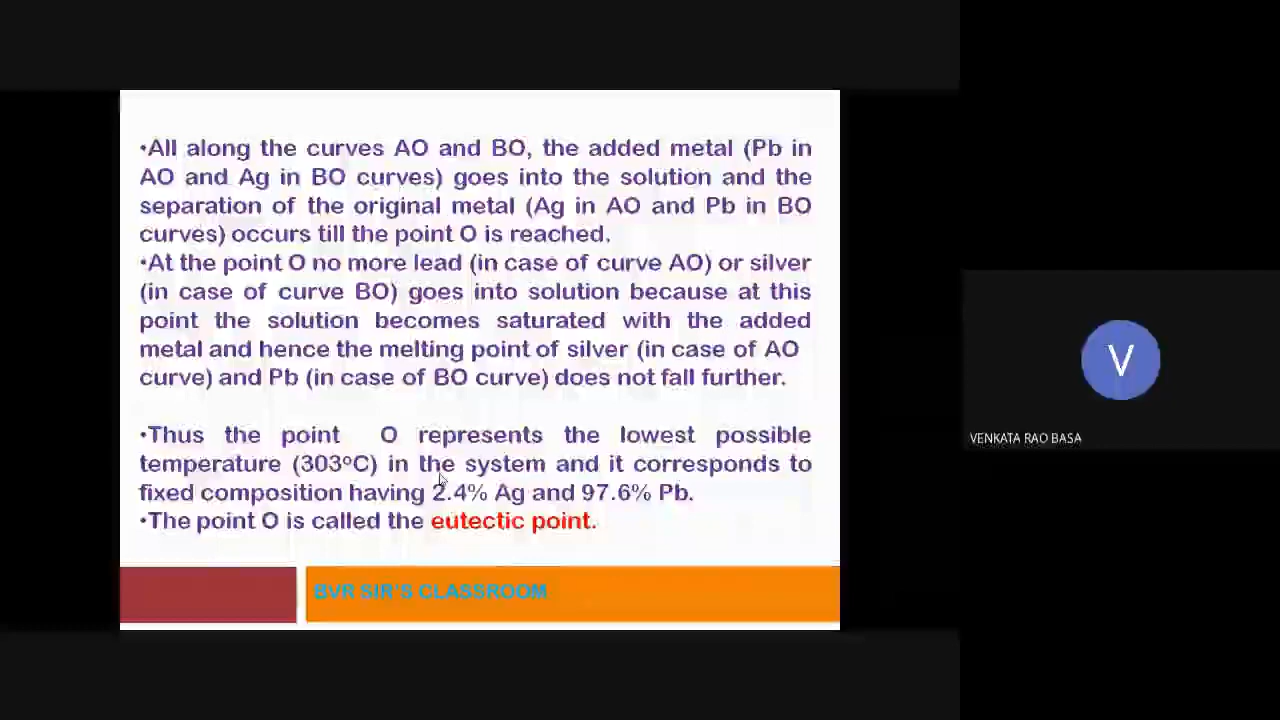 •All along the curves AO and BO, the added metal (Pb in
AO and Ag in BO curves) goes into the solution and the
separation of the original metal (Ag in AO and Pb in BO
curves) occurs till the point O is reached.
•At the point O no more lead (in case of curve AO) or silver
(in case of curve BO) goes into solution because at this
point the solution becomes saturated with the added
metal and hence the melting point of silver (in case of AO
curve) and Pb (in case of BO curve) does not fall further.
•Thus the point O represents the lowest possible
temperature (303ºC) in the system and it corresponds to
fixed composition having 2.4% Ag and 97.6% Pb.
•The point O is called the eutectic point.
BVR SIR'S CLASSROOM
V
VENKATA RAO BASA